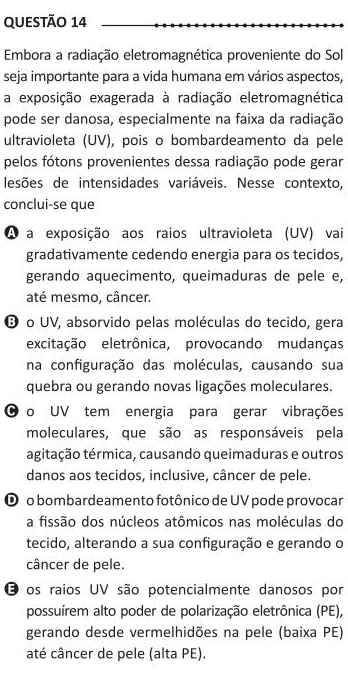 QUESTÃO 14
Embora a radiação eletromagnética proveniente do Sol
seja importante para a vida humana em vários aspectos,
a exposição exagerada à radiação eletromagnética
pode ser danosa, especialmente na faixa da radiação
ultravioleta (UV), pois o bombardeamento da pele
pelos fótons provenientes dessa radiação pode gerar
lesões de intensidades variáveis. Nesse contexto,
conclui-se que
A a exposição aos raios ultravioleta (UV) vai
gradativamente cedendo energia para os tecidos,
gerando aquecimento, queimaduras de pele e,
até mesmo, câncer.
B o UV, absorvido pelas moléculas do tecido, gera
excitação eletrônica, provocando mudanças
na configuração das moléculas, causando sua
quebra ou gerando novas ligações moleculares.
C o UV tem energia para gerar vibrações
moleculares, que são as responsáveis pela
agitação térmica, causando queimaduras e outros
danos aos tecidos, inclusive, câncer de pele.
D o bombardeamento fotônico de UV pode provocar
a fissão dos núcleos atômicos nas moléculas do
tecido, alterando a sua configuração e gerando o
câncer de pele.
E os raios UV são potencialmente danosos por
possuírem alto poder de polarização eletrônica (PE),
gerando desde vermelhidões na pele (baixa PE)
até câncer de pele (alta PE).